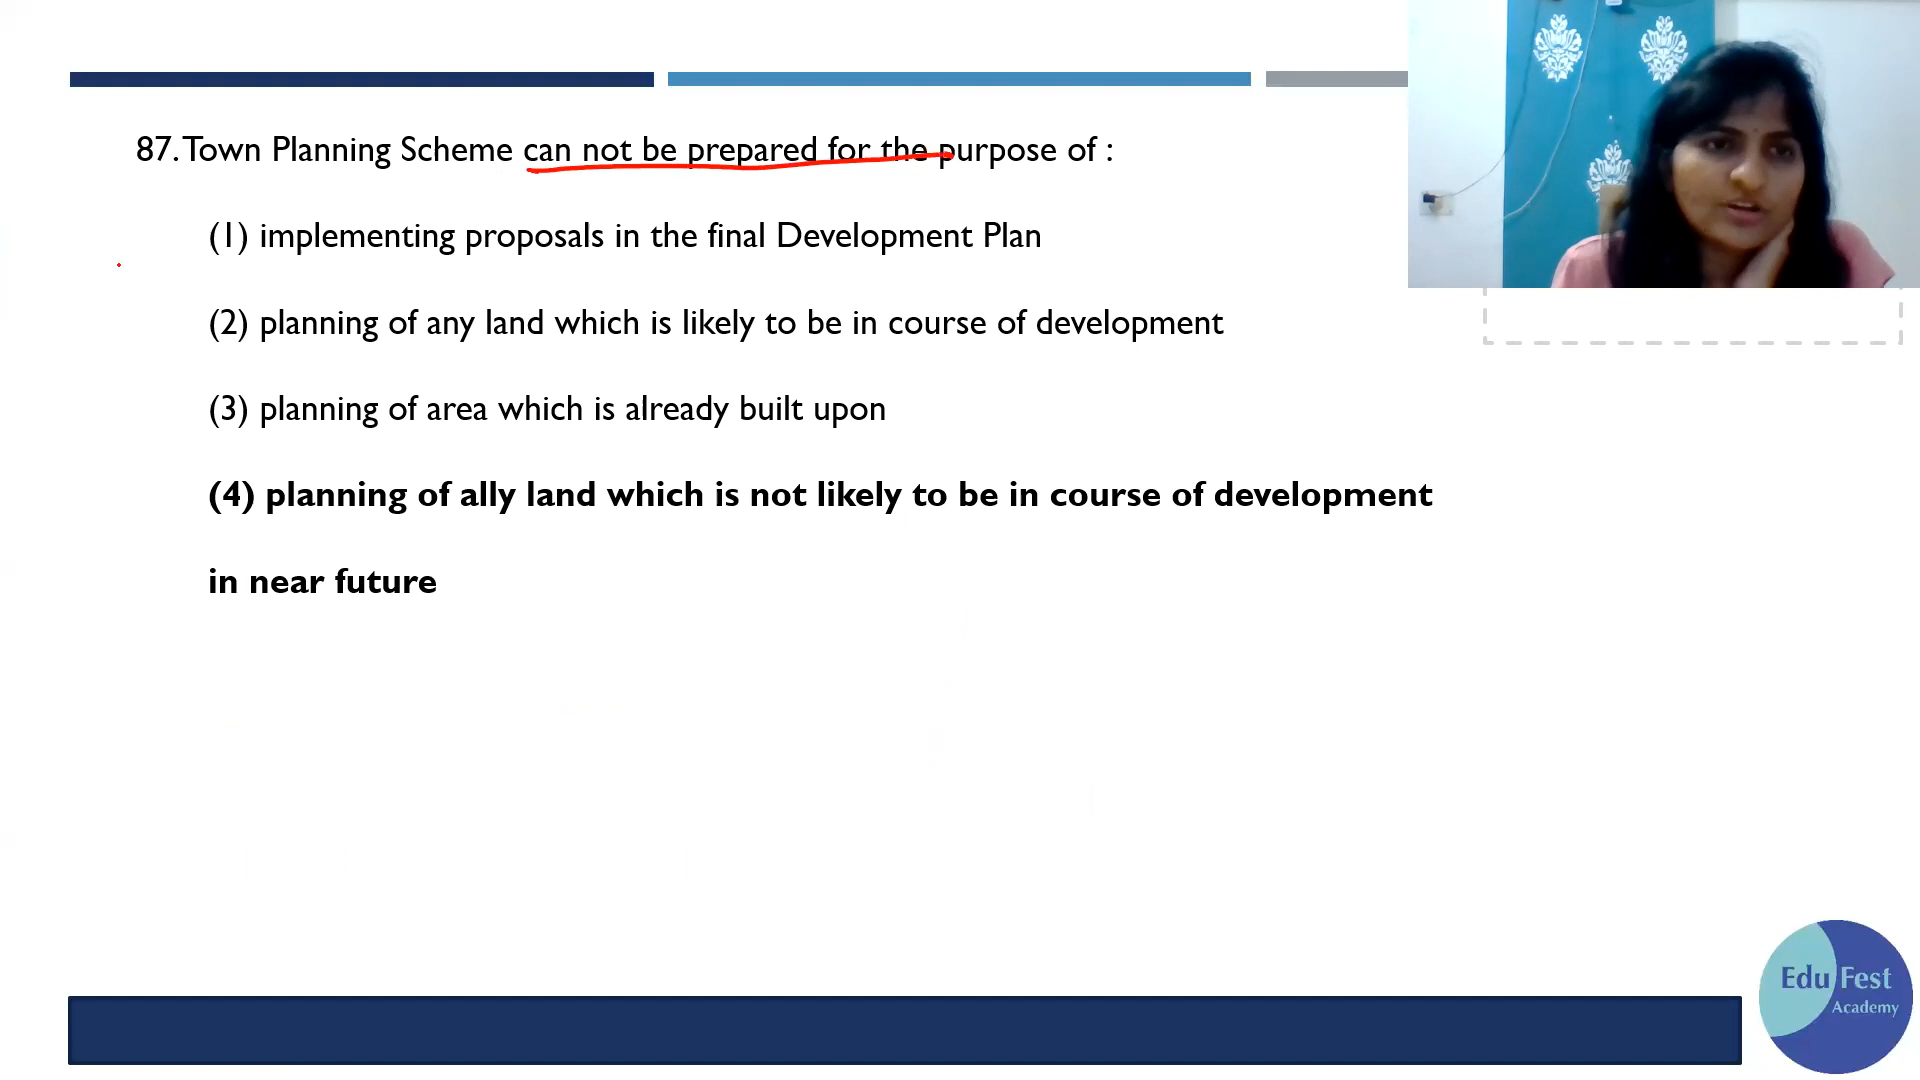 87. Town Planning Scheme can not be prepared for the purpose of :
(1) implementing proposals in the final Development Plan
(2) planning of any land which is likely to be in course of development
(3) planning of area which is already built upon
(4) planning of ally land which is not likely to be in course of development
in near future
Edu Fest
Academy